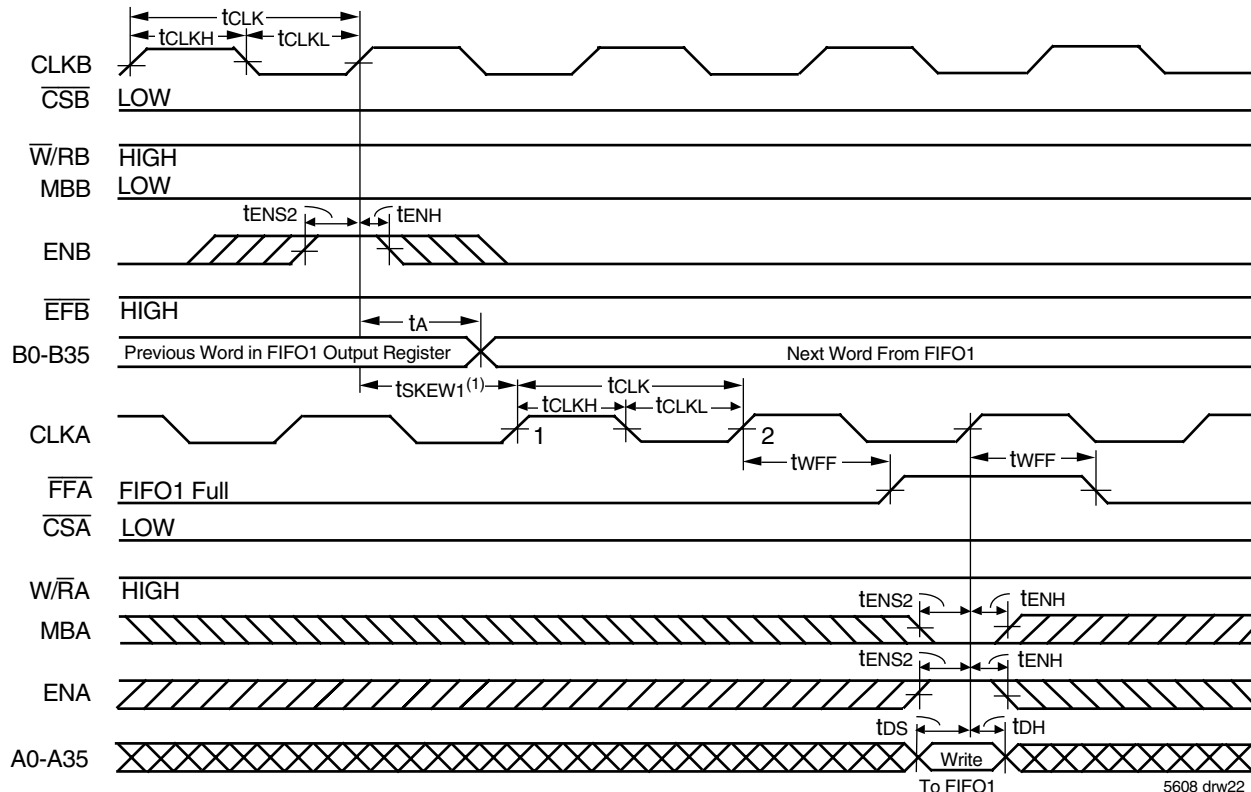 tCLK
tCLKH tCLKL
CLKB
CSB LOW
W/RB HIGH
MBB LOW
tENS2 tENH
ENB
EFB HIGH
tA
B0-B35 Previous Word in FIFO1 Output Register Next Word From FIFO1
tSKEW1(1) tCLK
tCLKH tCLKL
CLKA 1 2
tWFF tWFF
FFA FIFO1 Full
CSA LOW
W/RA HIGH
tENS2 tENH
MBA
tENS2 tENH
ENA
tDS tDH
A0-A35 Write
To FIFO1 5608 drw22